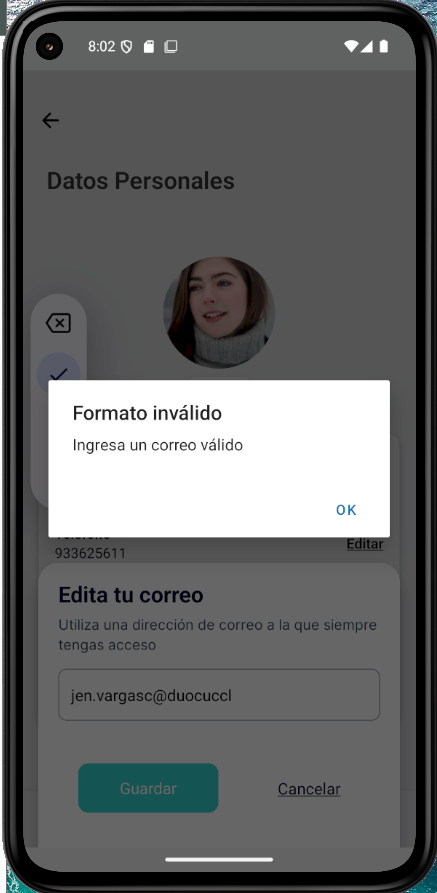 8:02
Datos Personales
Formato inválido
Ingresa un correo válido
OK
933625611
Editar
Edita tu correo
Utiliza una dirección de correo a la que siempre
tengas acceso
jen.vargasc@duocuccl
Guardar
Cancelar